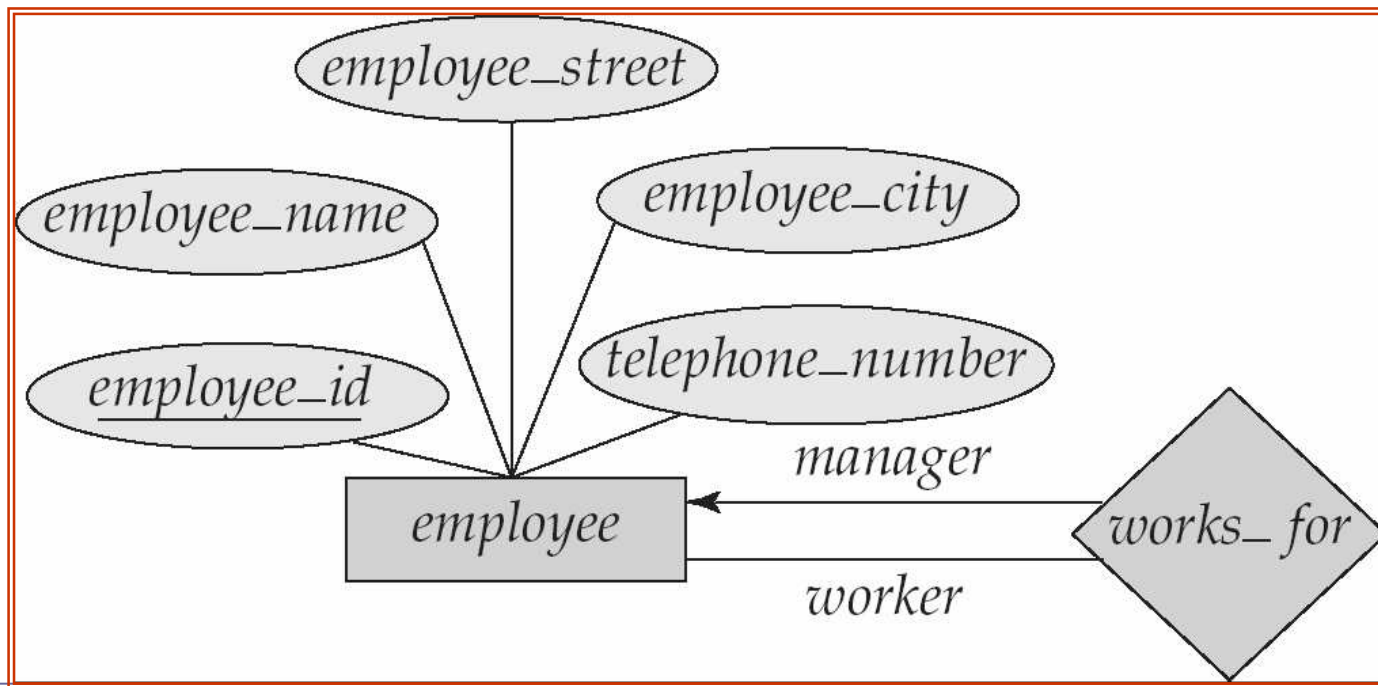 employee_street
employee_name
employee_city
employee_id
telephone_number
manager
employee
works_for
worker